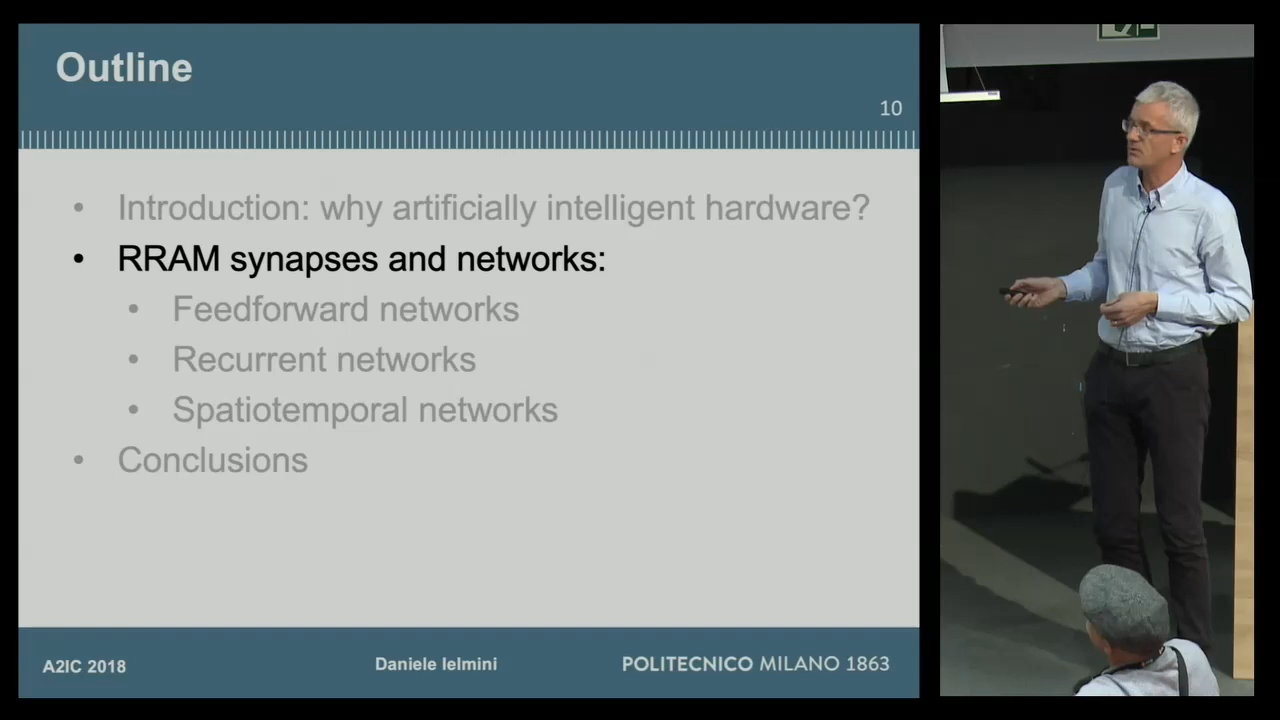 Outline
10
• Introduction: why artificially intelligent hardware?
• RRAM synapses and networks:
• Feedforward networks
• Recurrent networks
• Spatiotemporal networks
• Conclusions
A2IC 2018
Daniele Ielmini
POLITECNICO MILANO 1863